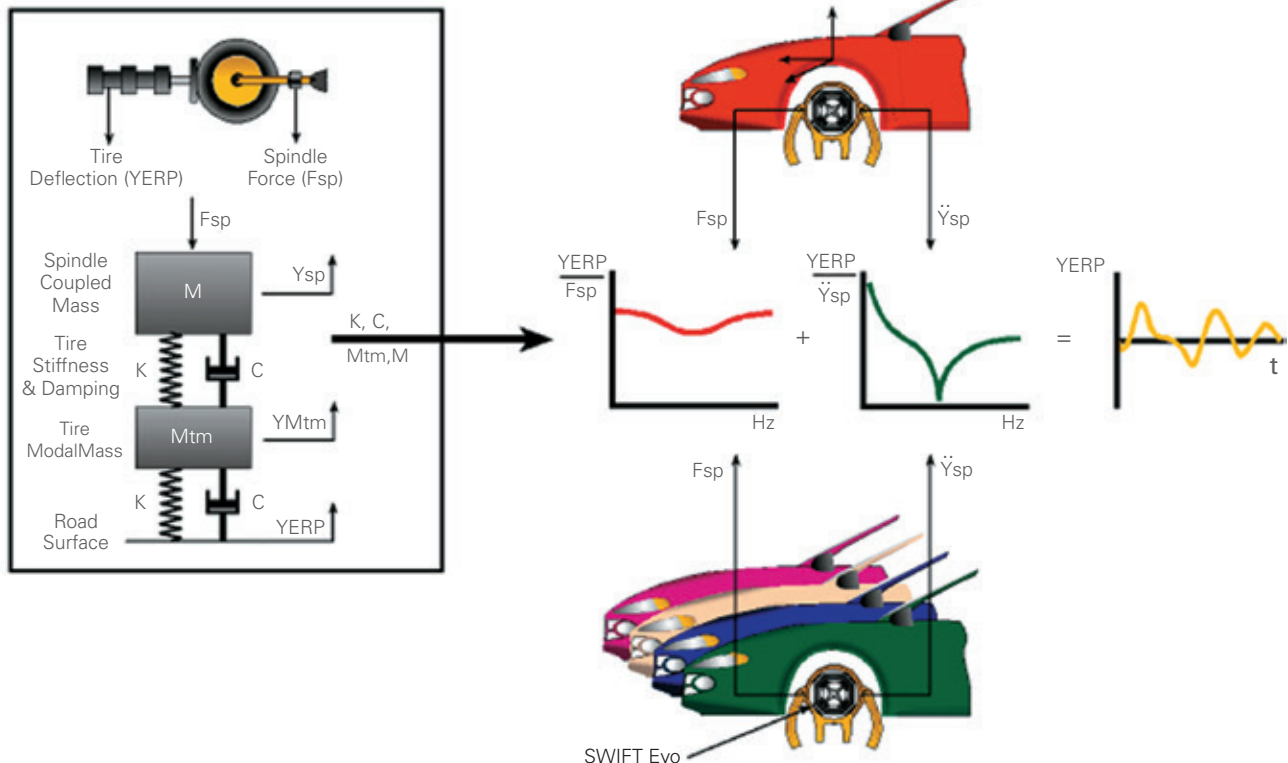 Tire
Deflection (YERP)
Spindle
Force (Fsp)
Fsp
Spindle
Coupled
Mass
M
Ysp
Tire
Stiffness
& Damping
K
C
Tire
ModalMass
Mtm
YMtm
K
C
Road
Surface
YERP
K, C,
Mtm,M
Fsp
Ÿsp
YERP
Fsp
Hz
+
YERP
Ÿsp
Hz
=
YERP
t
Fsp
Ÿsp
SWIFT Evo